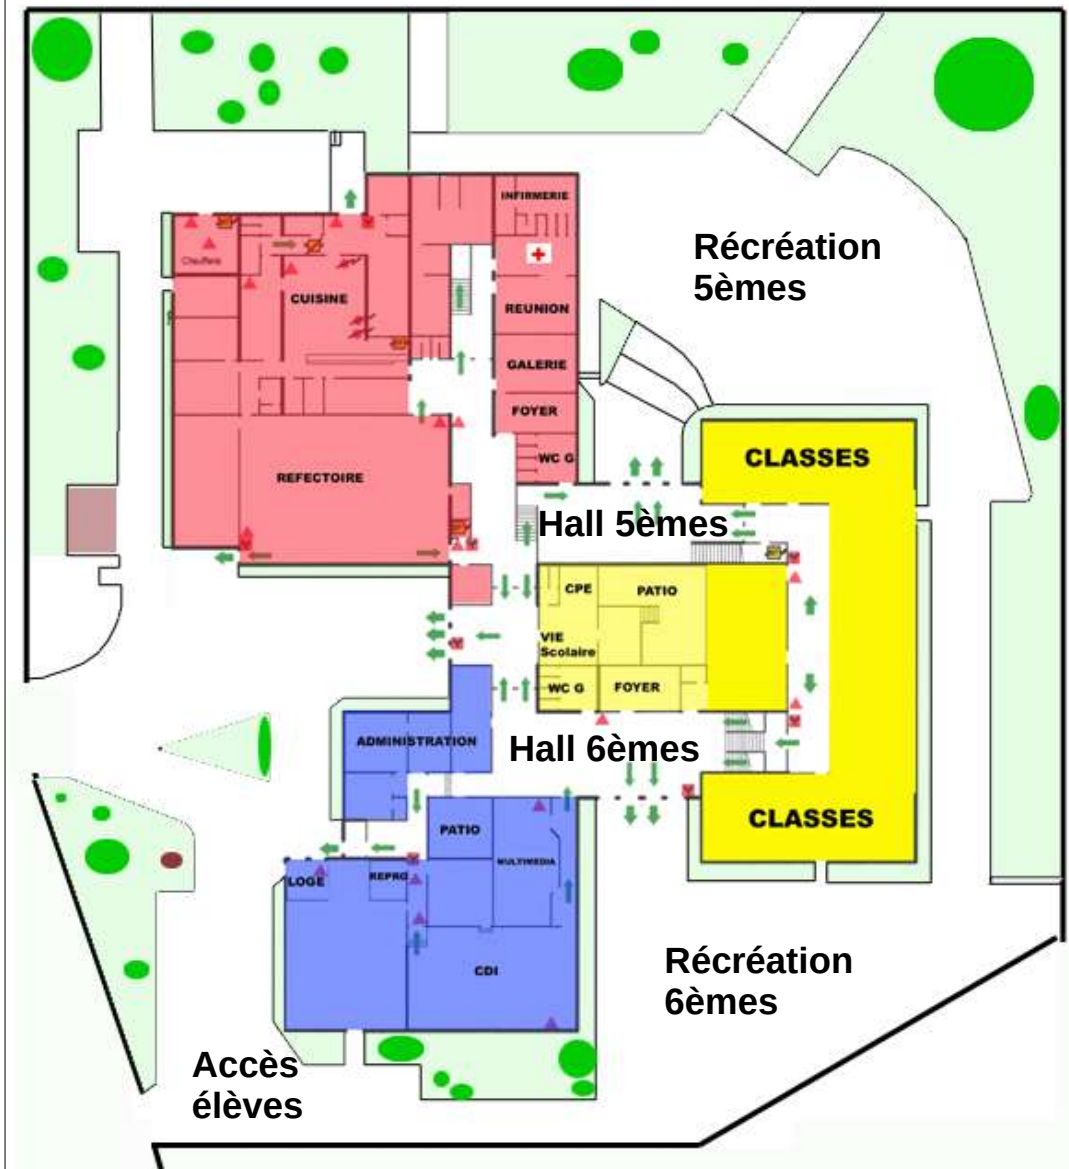 INFIRMERIE
Récréation
5èmes
Chaufferie
CUISINE
REUNION
GALERIE
FOYER
WC G
CLASSES
REFECTOIRE
Hall 5èmes
CPE
PATIO
VIE
Scolaire
WC G
FOYER
ADMINISTRATION
Hall 6èmes
CLASSES
PATIO
MULTIMEDIA
LOGE
REPRO
CDI
Récréation
6èmes
Accès
élèves